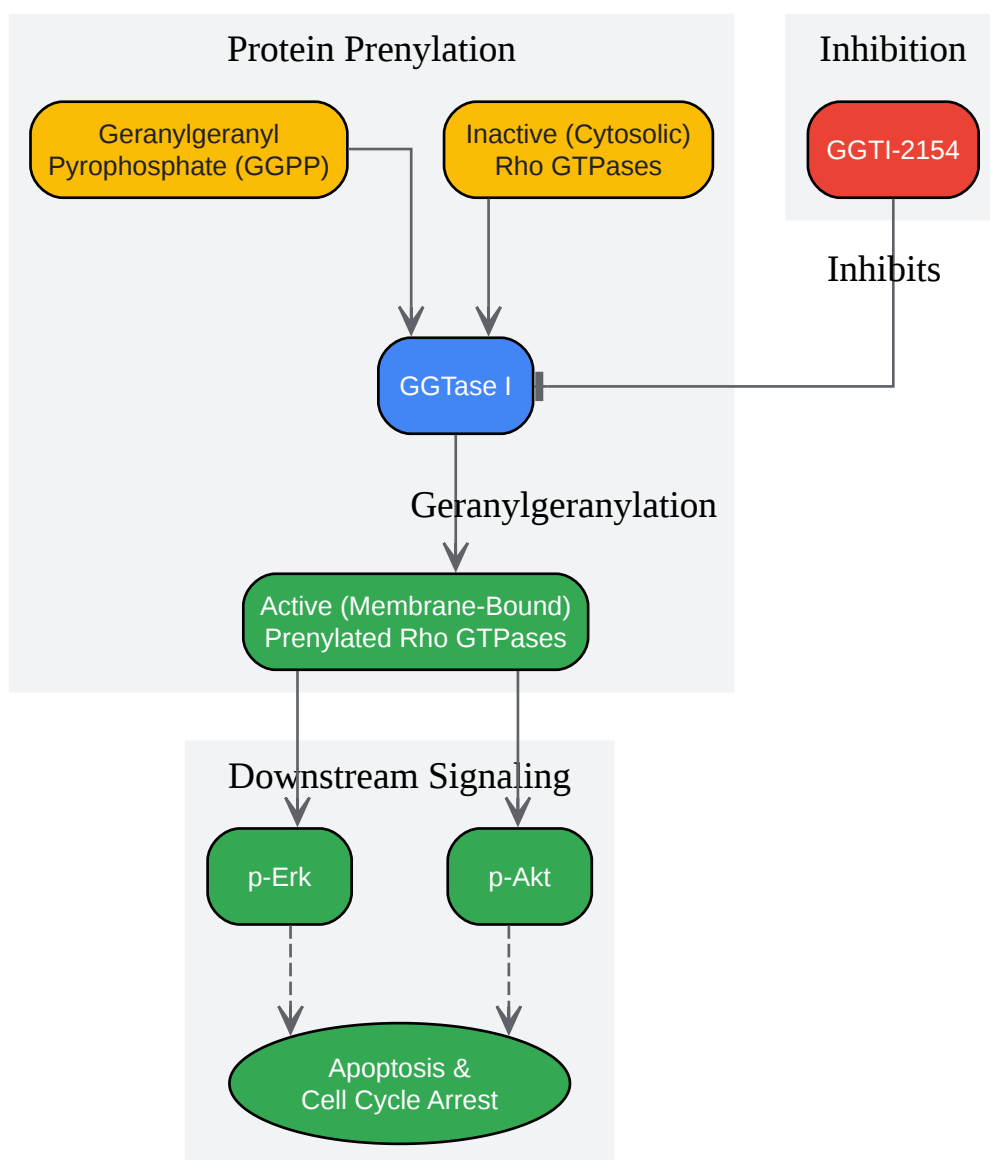 Protein Prenylation
Inhibition
Geranylgeranyl
Pyrophosphate (GGPP)
Inactive (Cytosolic)
Rho GTPases
GGTI-2154
Inhibits
GGTase I
Geranylgeranylation
Active (Membrane-Bound)
Prenylated Rho GTPases
Downstream Signaling
p-Erk
p-Akt
Apoptosis &
Cell Cycle Arrest